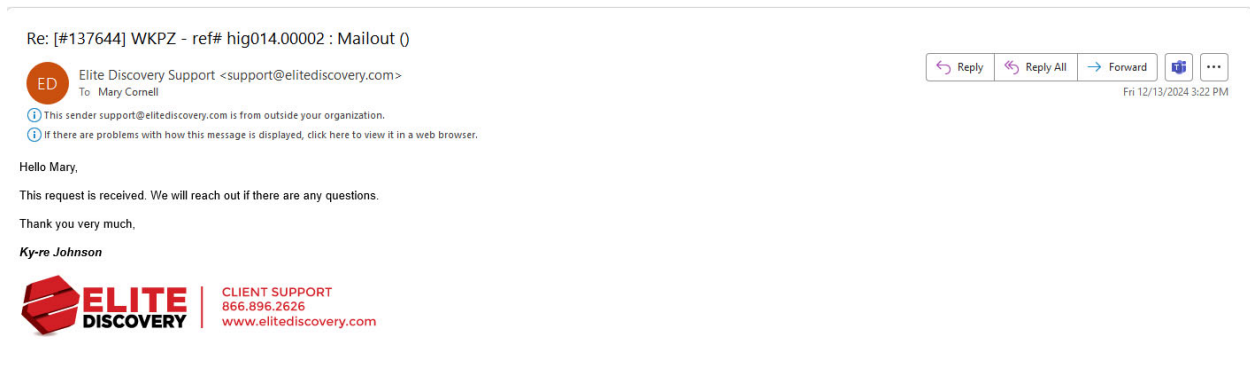 Re: [#137644] WKPZ - ref# hig014.00002 : Mailout ()
ED
Elite Discovery Support <support@elitediscovery.com>
To Mary Cornell
Reply
Reply All
Forward
Fri 12/13/2024 3:22 PM
This sender support@elitediscovery.com is from outside your organization.
If there are problems with how this message is displayed, click here to view it in a web browser.
Hello Mary,
This request is received. We will reach out if there are any questions.
Thank you very much,
Ky-re Johnson
ELITE
DISCOVERY
CLIENT SUPPORT
866.896.2626
www.elitediscovery.com